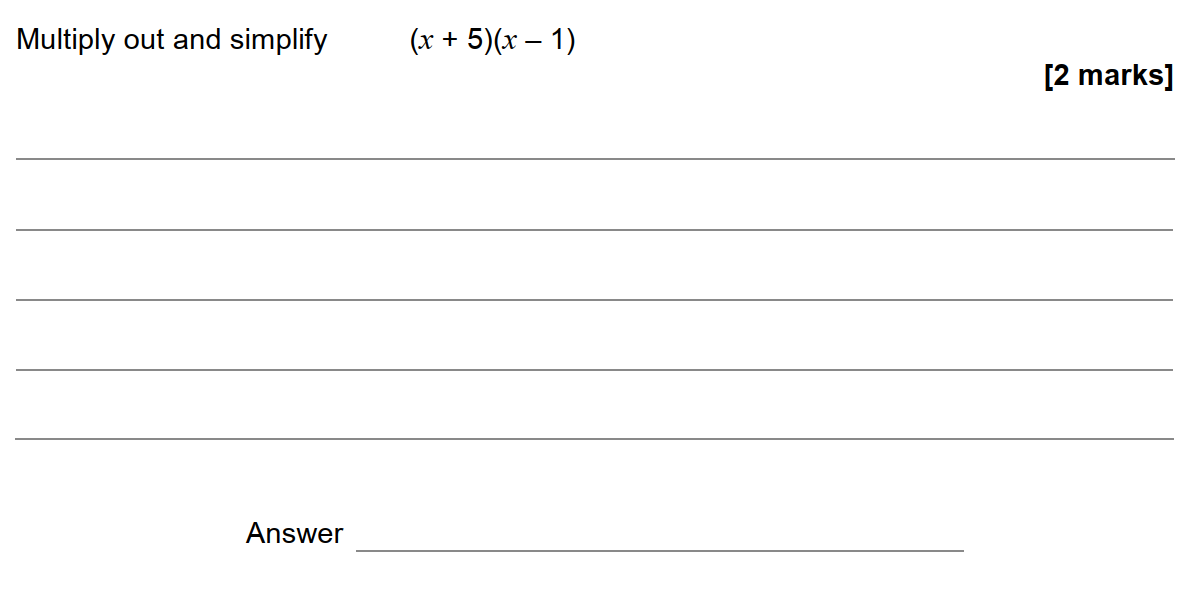 Multiply out and simplify (x + 5)(x – 1)
[2 marks]
Answer